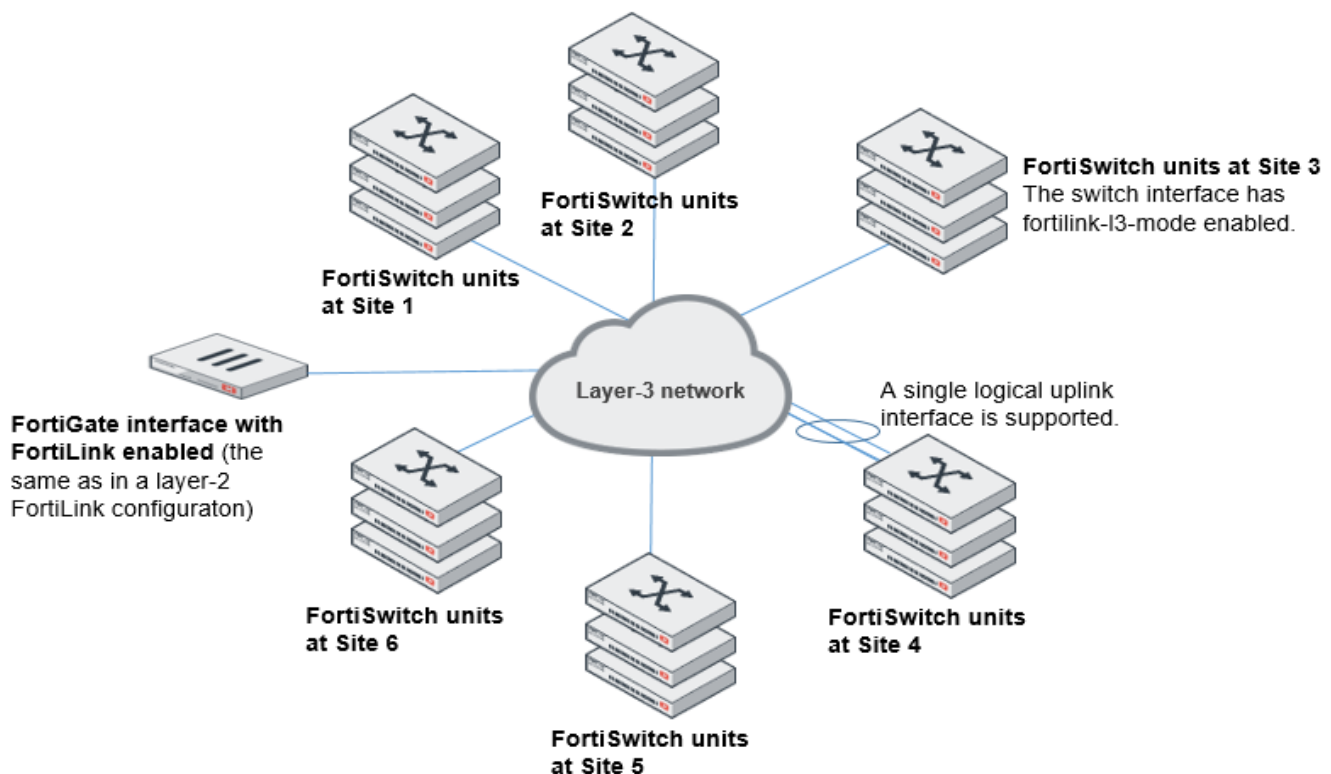 FortiSwitch units
at Site 2
FortiSwitch units at Site 3
The switch interface has
fortilink-l3-mode enabled.
FortiSwitch units
at Site 1
Layer-3 network
A single logical uplink
interface is supported.
FortiGate interface with
FortiLink enabled (the
same as in a layer-2
FortiLink configuraton)
FortiSwitch units
at Site 6
FortiSwitch units
at Site 4
FortiSwitch units
at Site 5